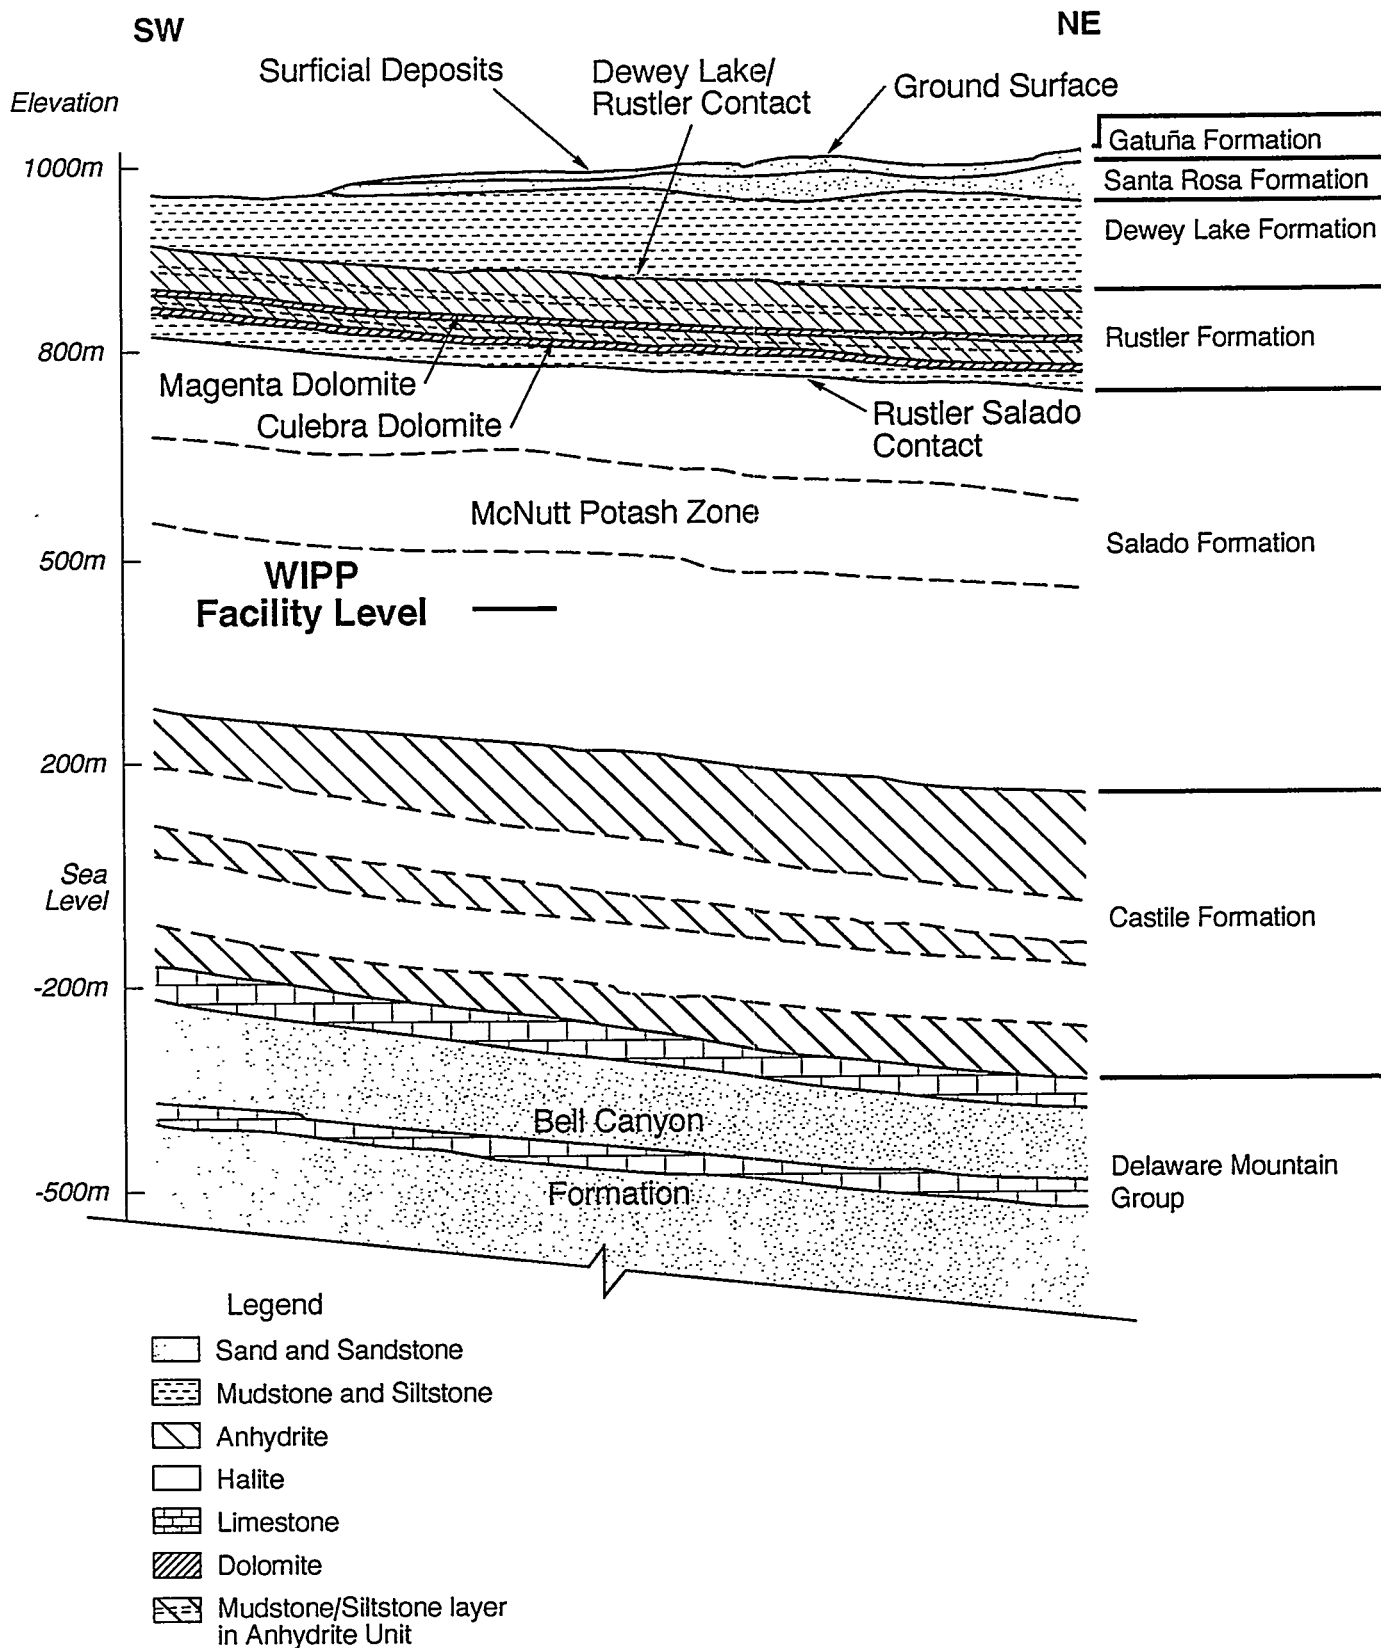 SW
NE
Surficial Deposits
Dewey Lake/
Rustler Contact
Ground Surface
Elevation
1000m
Gatuña Formation
Santa Rosa Formation
Dewey Lake Formation
800m
Rustler Formation
Magenta Dolomite
Culebra Dolomite
Rustler Salado
Contact
McNutt Potash Zone
500m
Salado Formation
WIPP
Facility Level
200m
Sea
Level
Castile Formation
-200m
Bell Canyon
Formation
Delaware Mountain
Group
-500m
Legend
Sand and Sandstone
Mudstone and Siltstone
Anhydrite
Halite
Limestone
Dolomite
Mudstone/Siltstone layer
in Anhydrite Unit